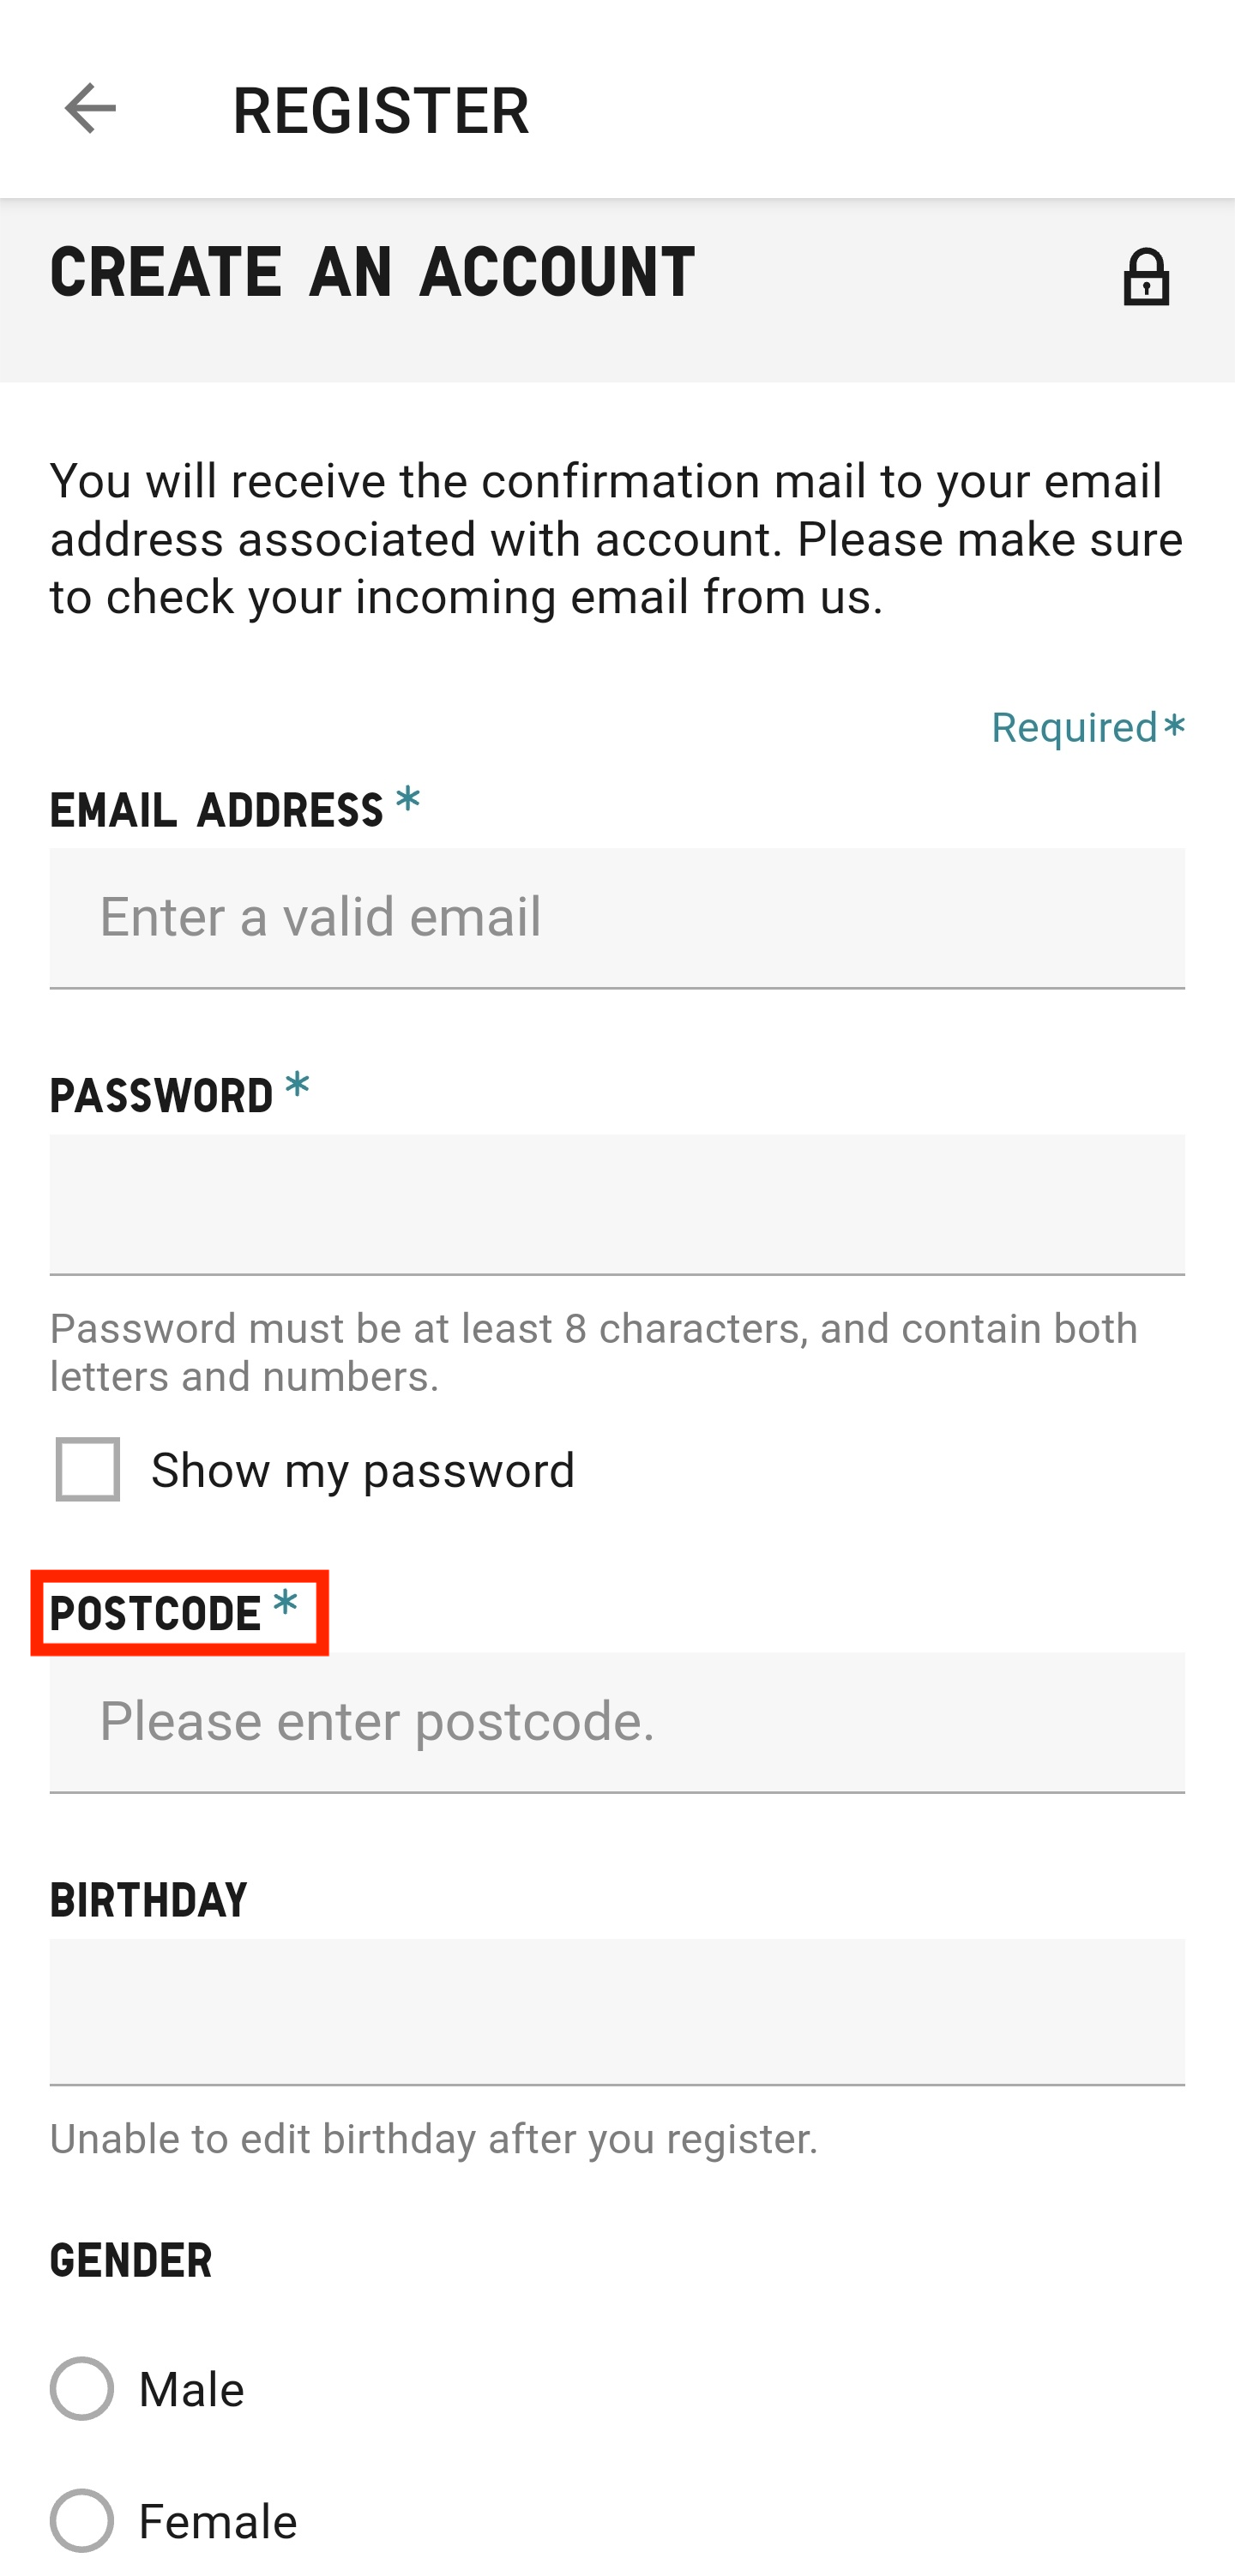 REGISTER
CREATE AN ACCOUNT
You will receive the confirmation mail to your email
address associated with account. Please make sure
to check your incoming email from us.
Required*
EMAIL ADDRESS *
Enter a valid email
PASSWORD *
Password must be at least 8 characters, and contain both
letters and numbers.
Show my password
POSTCODE *
Please enter postcode.
BIRTHDAY
Unable to edit birthday after you register.
GENDER
Male
Female